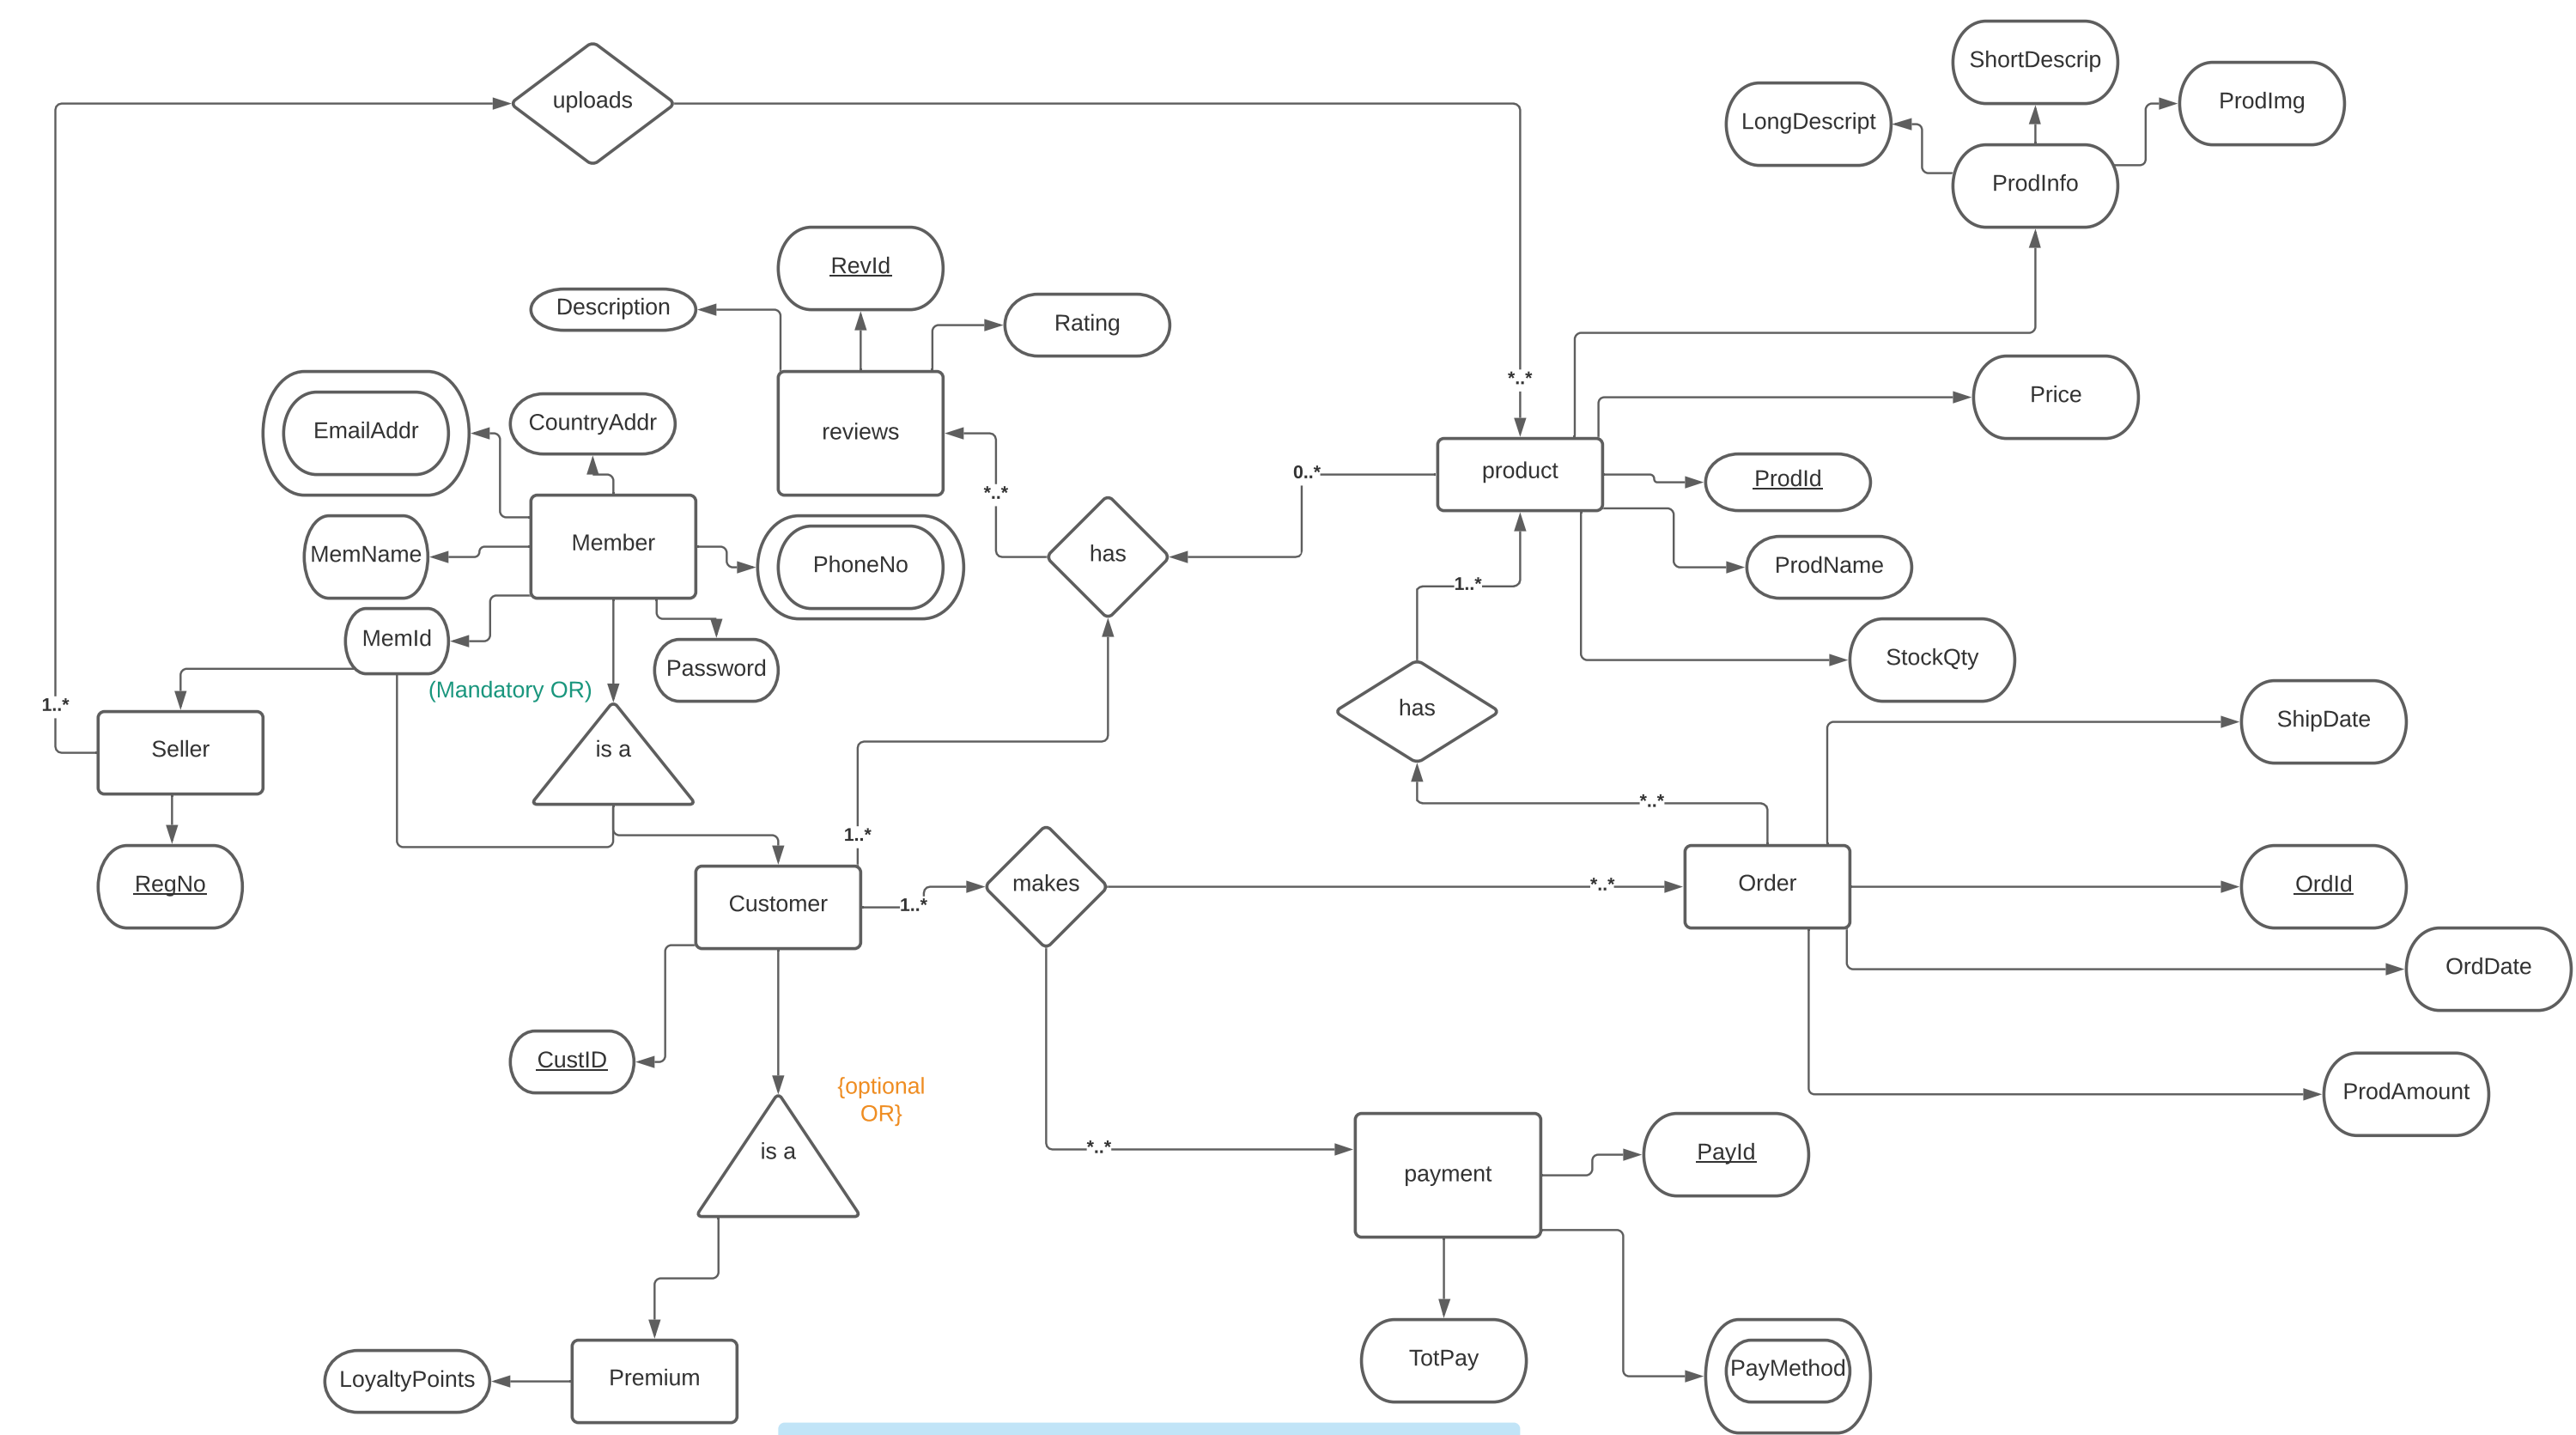 ShortDescrip
uploads
ProdImg
LongDescript
ProdInfo
RevId
Description
Rating
*..*
Price
EmailAddr
CountryAddr
reviews
0..*
product
ProdId
*..*
Member
MemName
PhoneNo
has
ProdName
1..*
MemId
Password
StockQty
(Mandatory OR)
1..*
has
ShipDate
Seller
is a
*..*
1..*
RegNo
makes
*..*
Order
OrdId
Customer
1..*
OrdDate
CustID
{optional
OR}
ProdAmount
is a
*..*
payment
PayId
TotPay
PayMethod
LoyaltyPoints
Premium